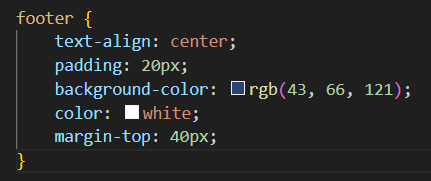 footer {
    text-align: center;
    padding: 20px;
    background-color: rgb(43, 66, 121);
    color: white;
    margin-top: 40px;
}